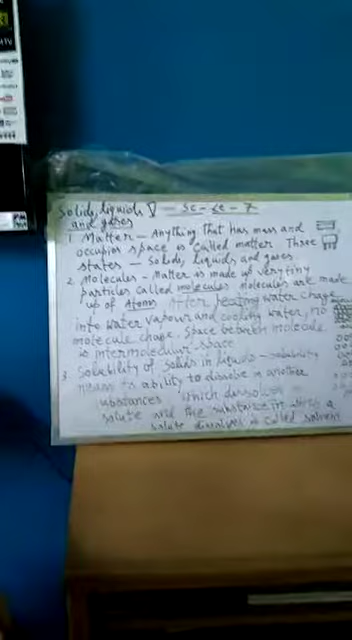 Solids, liquids V - Sc - Le - 7
and gases
1. Matter - Anything that has mass and
occupies space is called matter Three
states - Solids, liquids and gases
2. Molecules - Matter is made up very tiny
particles called molecules molecules are made
up of Atoms After heating water change
into water vapour and cooling water, no
molecule change. Space between molecule
is intermolecular space
3. Solubility of Solids in liquids - solubility
means to ability to dissolve in another
substances, which dissolves
solute and the substance in which a
solute dissolves is called solvent